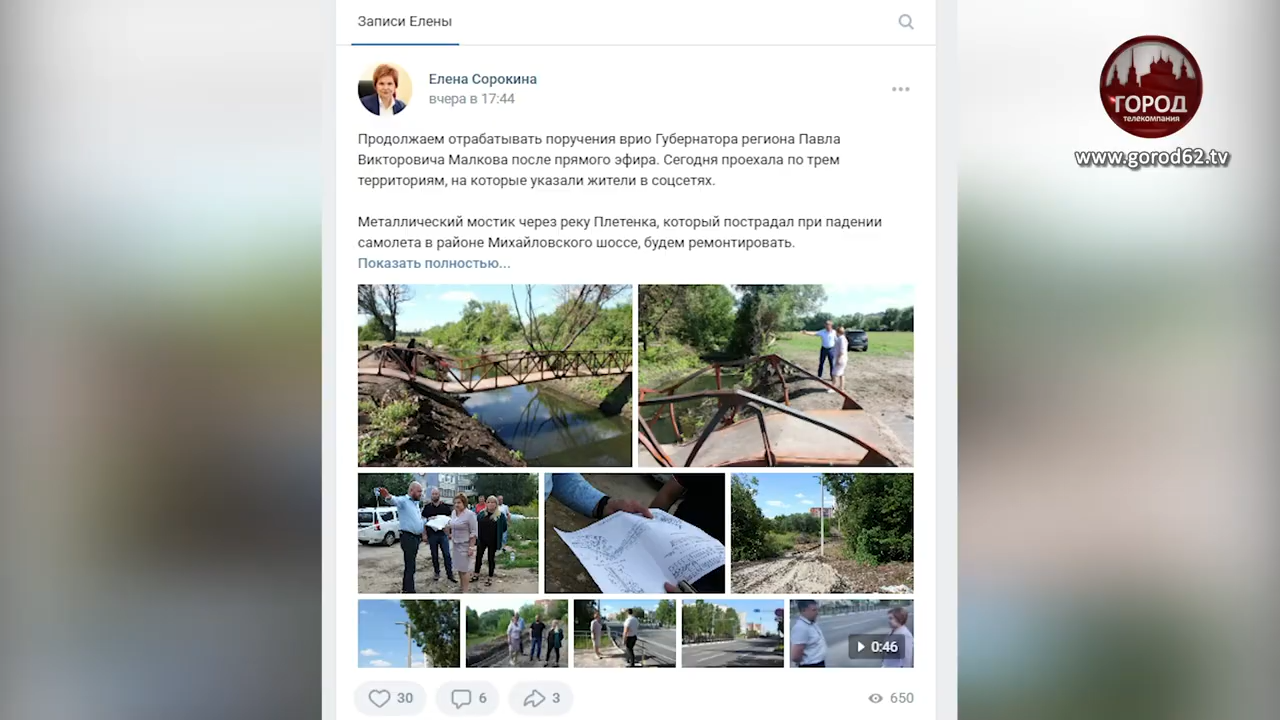 Записи Елены
Елена Сорокина
вчера в 17:44
Продолжаем отрабатывать поручения врио Губернатора региона Павла
Викторовича Малкова после прямого эфира. Сегодня проехала по трем
территориям, на которые указали жители в соцсетях.
Металлический мостик через реку Плетенка, который пострадал при падении
самолета в районе Михайловского шоссе, будем ремонтировать.
Показать полностью...
0:46
30
6
3
650
ГОРОД
телекомпания
www.gorod62.tv